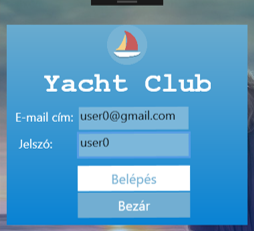 Yacht Club
E-mail cím: user0@gmail.com
Jelszó: user0
Belépés
Bezár